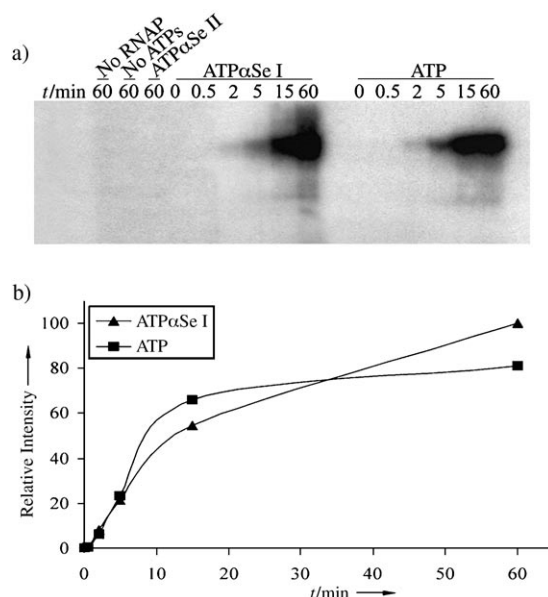 a)
No RNAP
No ATPs
ATPαSe II
ATPαSe I
ATP
t/min 60 60 60 0 0.5 2 5 15 60 0 0.5 2 5 15 60
b)
ATPαSe I
ATP
Relative Intensity
100
80
60
40
20
0
0 10 20 30 40 50 60
t/min